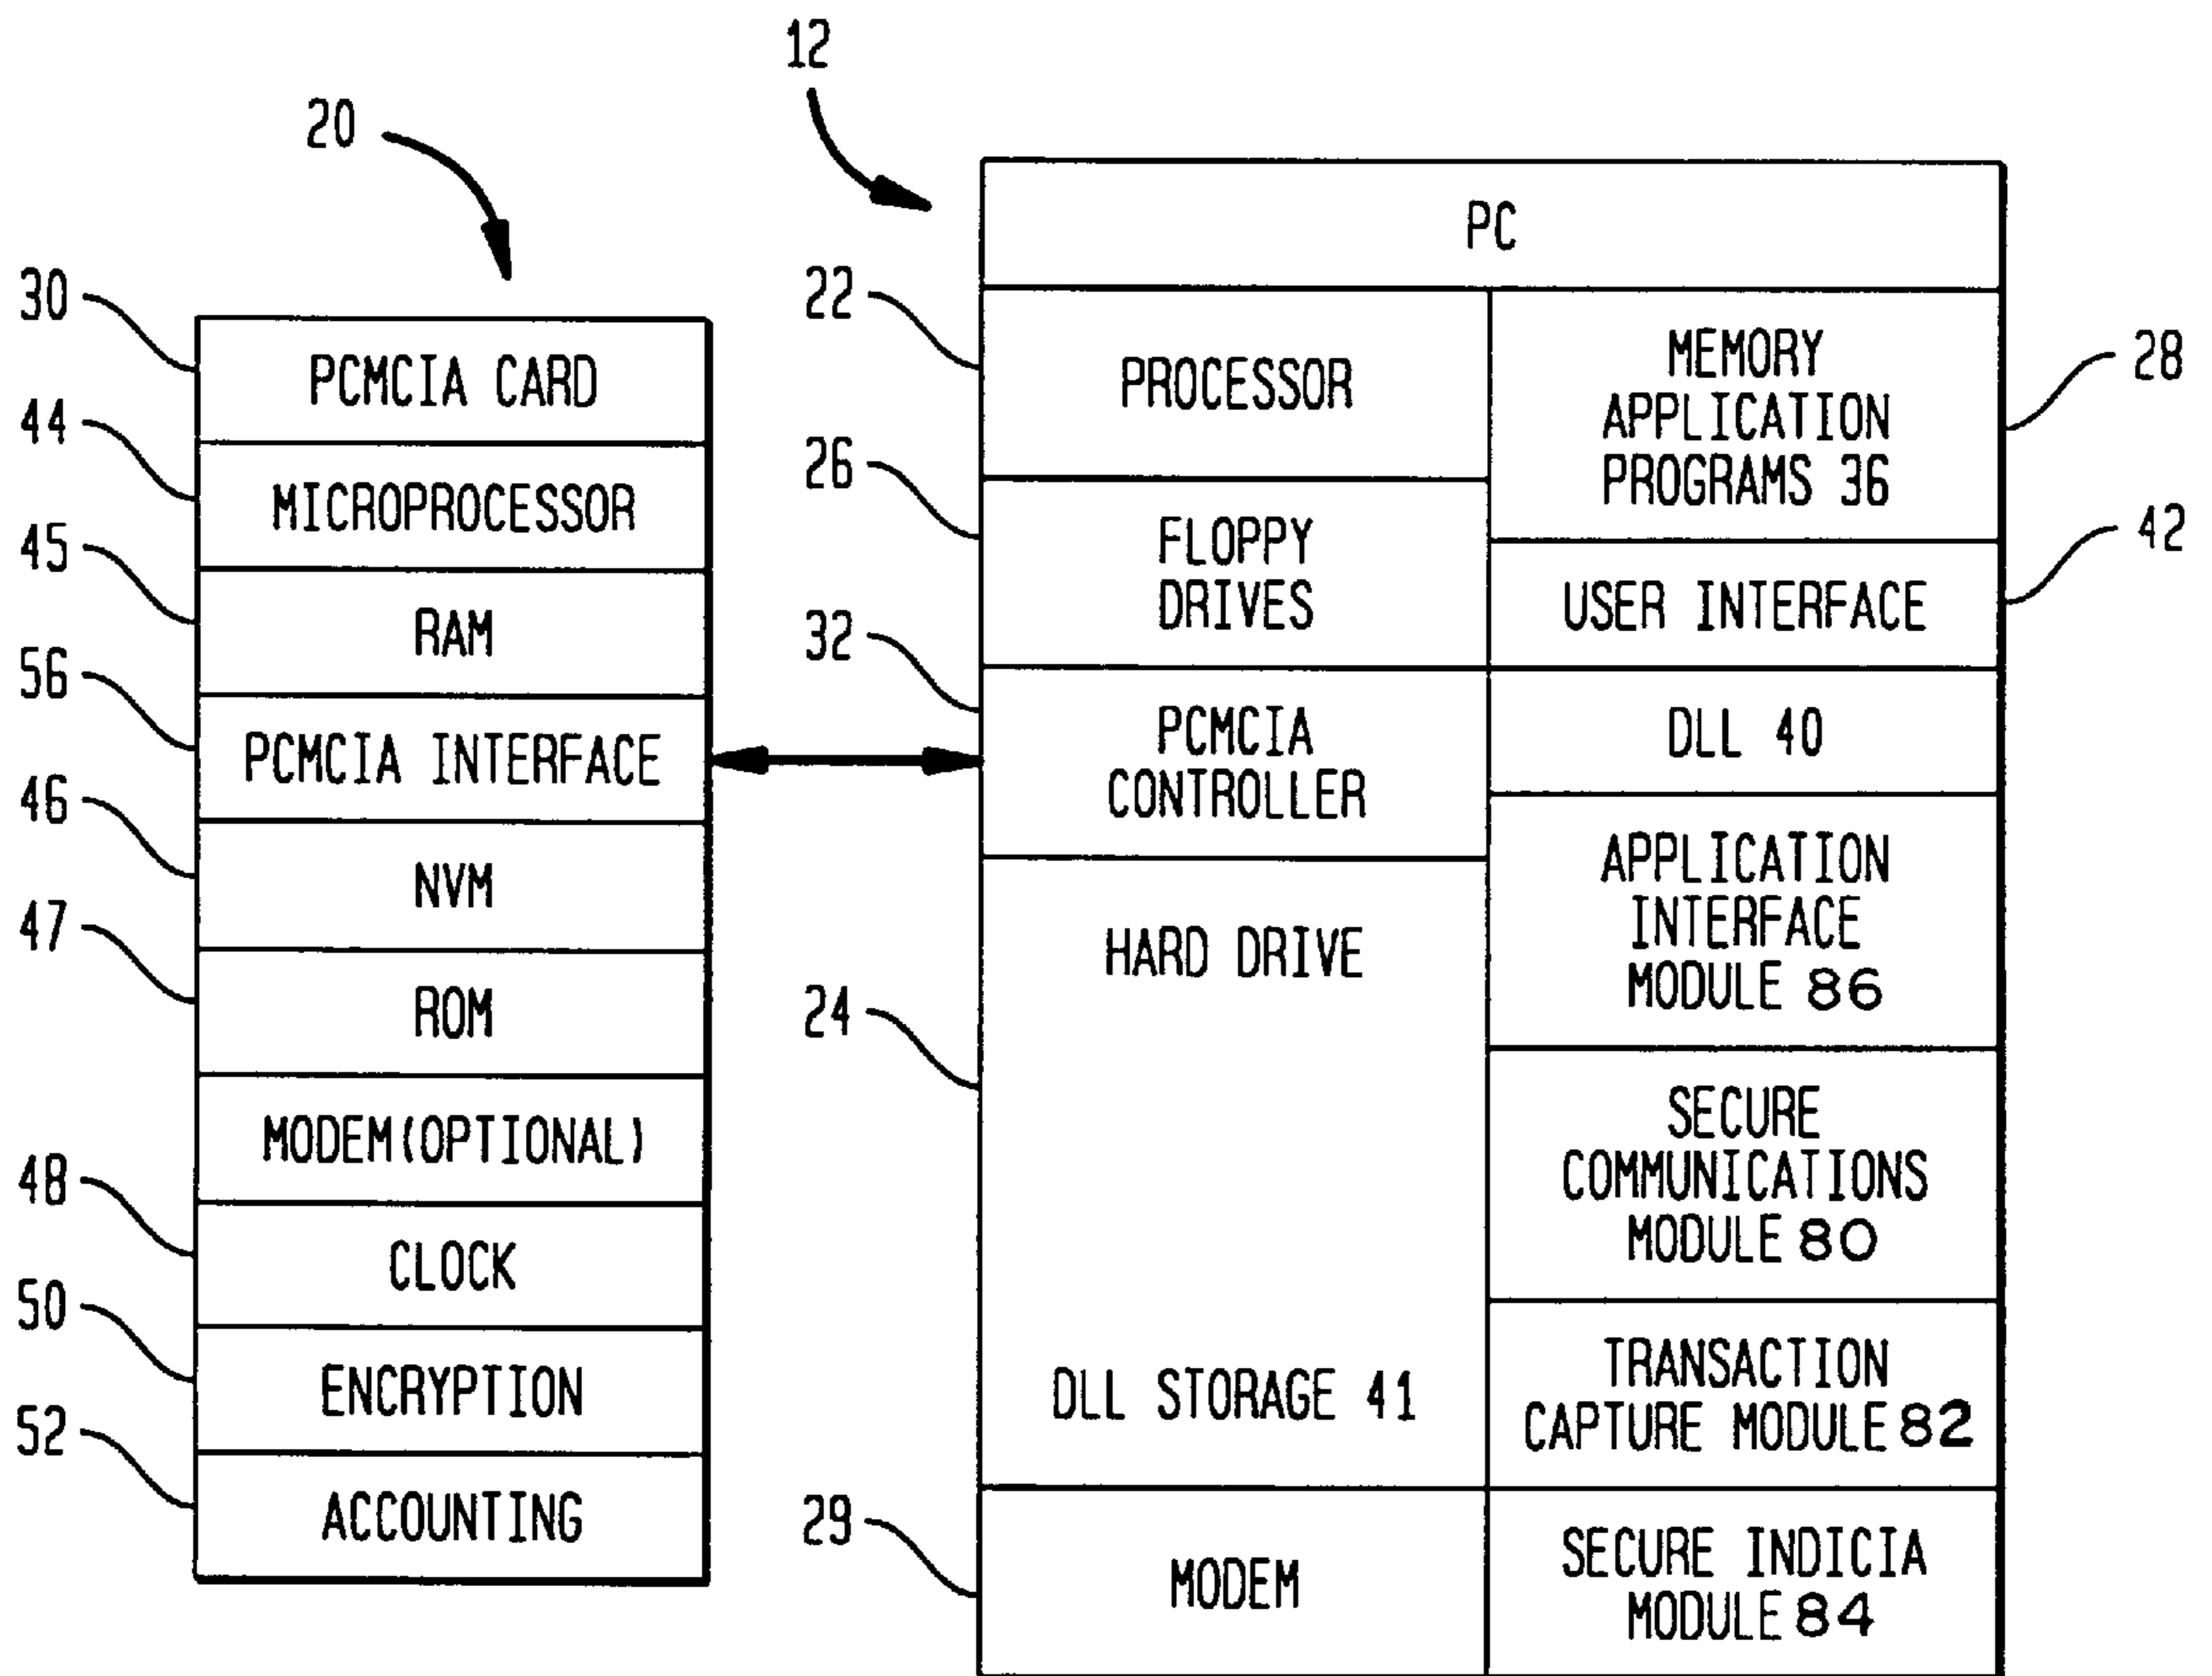 12
20
PC
30
PCMCIA CARD
44
MICROPROCESSOR
45
RAM
56
PCMCIA INTERFACE
46
NVM
47
ROM
MODEM(OPTIONAL)
48
CLOCK
50
ENCRYPTION
52
ACCOUNTING
22
PROCESSOR
26
FLOPPY
DRIVES
32
PCMCIA
CONTROLLER
24
HARD DRIVE
DLL STORAGE 41
29
MODEM
MEMORY
APPLICATION
PROGRAMS 36
28
USER INTERFACE
42
DLL 40
APPLICATION
INTERFACE
MODULE 86
SECURE
COMMUNICATIONS
MODULE 80
TRANSACTION
CAPTURE MODULE 82
SECURE INDICIA
MODULE 84